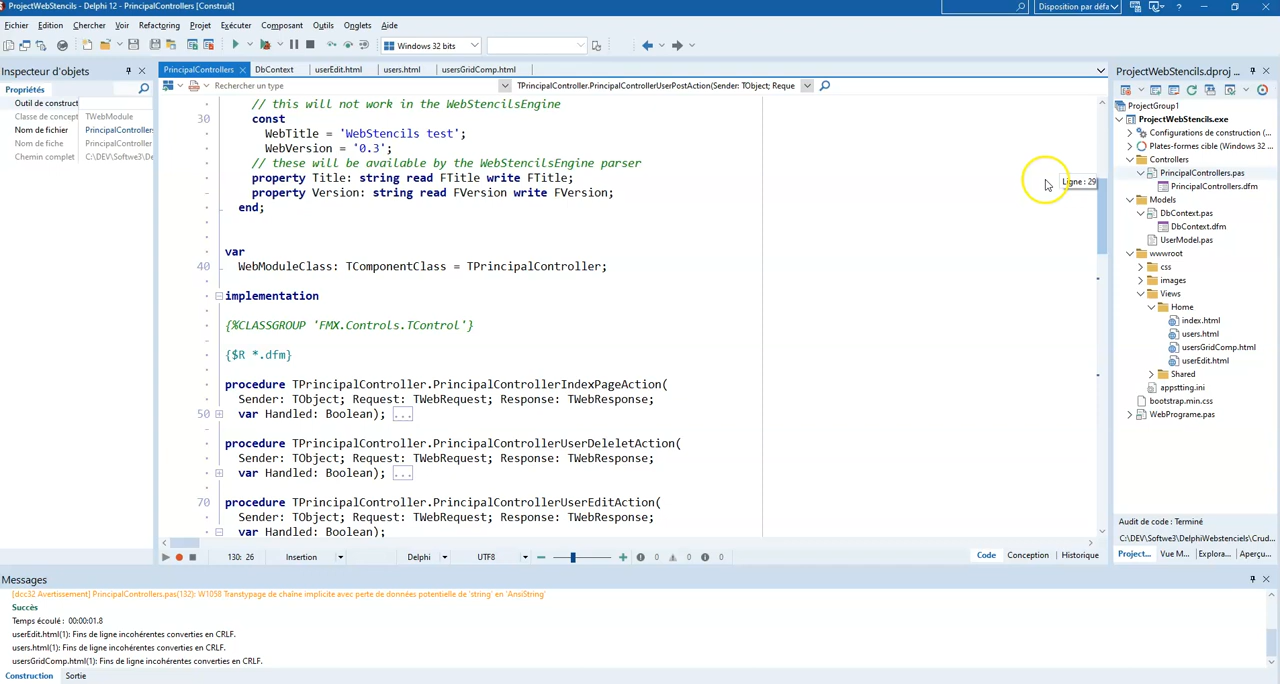 ProjectWebStencils - Delphi 12 - PrincipalControllers [Construit]
Disposition par défa
Fichier Edition Chercher Voir Refactoring Projet Exécuter Composant Outils Onglets Aide
Windows 32 bits
Inspecteur d'objets
Propriétés
Outil de construct
Classe de concept TWebModule
Nom de fichier PrincipalControllers
Nom de fiche PrincipalController
Chemin complet C:\DEV\Softwe3\De
PrincipalControllers DbContext userEdit.html users.html usersGridComp.html
Rechercher un type
TPrincipalController.PrincipalControllerUserPostAction(Sender: TObject; Reque
// this will not work in the WebStencilsEngine
30 const
WebTitle = 'WebStencils test';
WebVersion = '0.3';
// these will be available by the WebStencilsEngine parser
property Title: string read FTitle write FTitle;
property Version: string read FVersion write FVersion;
end;
var
40 WebModuleClass: TComponentClass = TPrincipalController;
implementation
{%CLASSGROUP 'FMX.Controls.TControl'}
{$R *.dfm}
procedure TPrincipalController.PrincipalControllerIndexPageAction(
Sender: TObject; Request: TWebRequest; Response: TWebResponse;
50 var Handled: Boolean); ...
procedure TPrincipalController.PrincipalControllerUserDeleletAction(
Sender: TObject; Request: TWebRequest; Response: TWebResponse;
var Handled: Boolean); ...
70 procedure TPrincipalController.PrincipalControllerUserEditAction(
Sender: TObject; Request: TWebRequest; Response: TWebResponse;
var Handled: Boolean);
Ligne : 29
130: 26 Insertion Delphi UTF8 0 0 0 Code Conception Historique
ProjectWebStencils.dproj ...
ProjectGroup1
ProjectWebStencils.exe
Configurations de construction (...
Plates-formes cible (Windows 32 ...
Controllers
PrincipalControllers.pas
PrincipalControllers.dfm
Models
DbContext.pas
DbContext.dfm
UserModel.pas
wwwroot
css
images
Views
Home
index.html
users.html
usersGridComp.html
userEdit.html
Shared
appstting.ini
bootstrap.min.css
WebPrograme.pas
Audit de code : Terminé
C:\DEV\Softwe3\DelphiWebstenciels\Crud...
Project... Vue M... Explora... Aperçu...
Messages
[dcc32 Avertissement] PrincipalControllers.pas(132): W1058 Transtypage de chaîne implicite avec perte de données potentielle de 'string' en 'AnsiString'
Succès
Temps écoulé : 00:00:01.8
userEdit.html(1): Fins de ligne incohérentes converties en CRLF.
users.html(1): Fins de ligne incohérentes converties en CRLF.
usersGridComp.html(1): Fins de ligne incohérentes converties en CRLF.
Construction Sortie